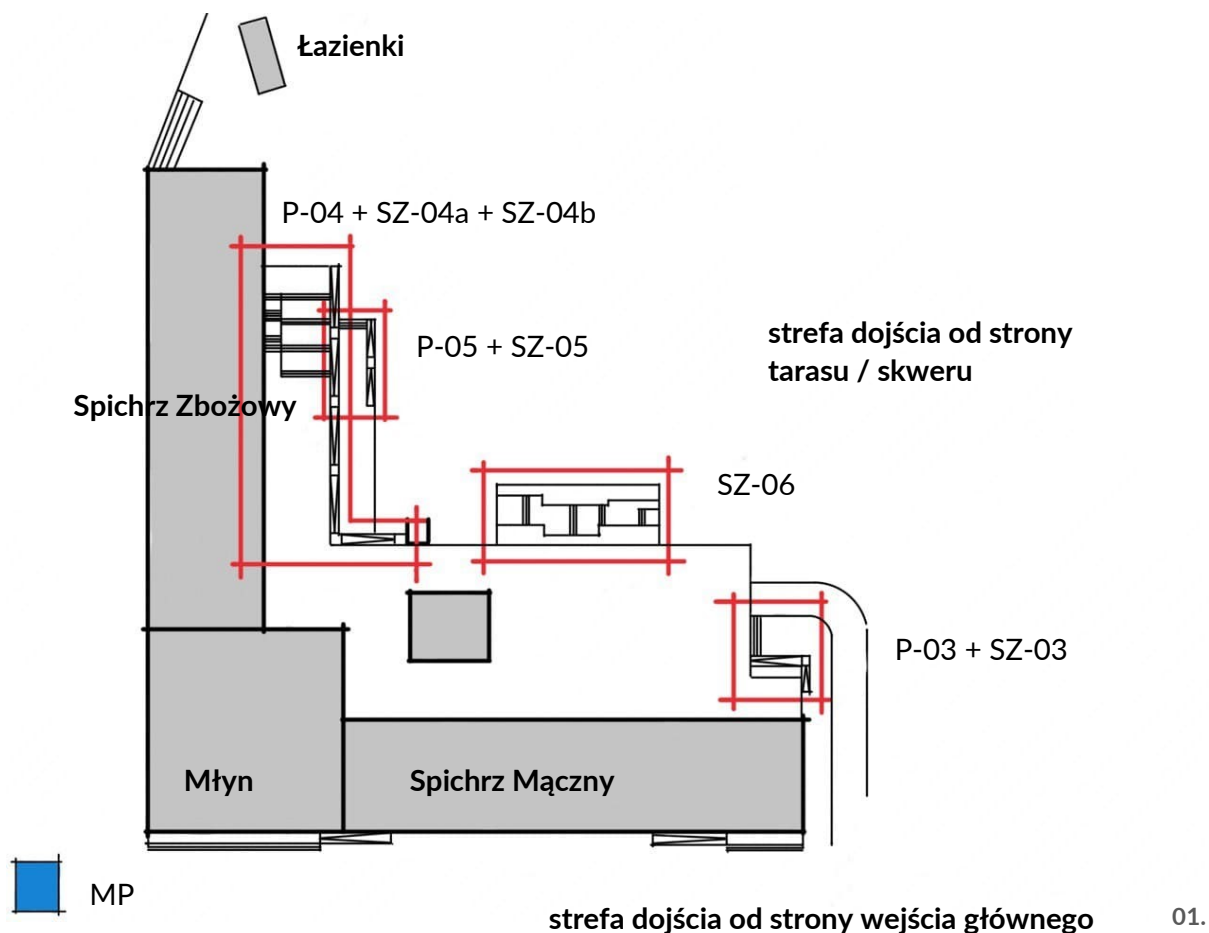 Łazienki
P-04 + SZ-04a + SZ-04b
strefa dojścia od strony
tarasu / skweru
P-05 + SZ-05
Spichrz Zbożowy
SZ-06
P-03 + SZ-03
Młyn
Spichrz Mączny
MP
strefa dojścia od strony wejścia głównego
01.